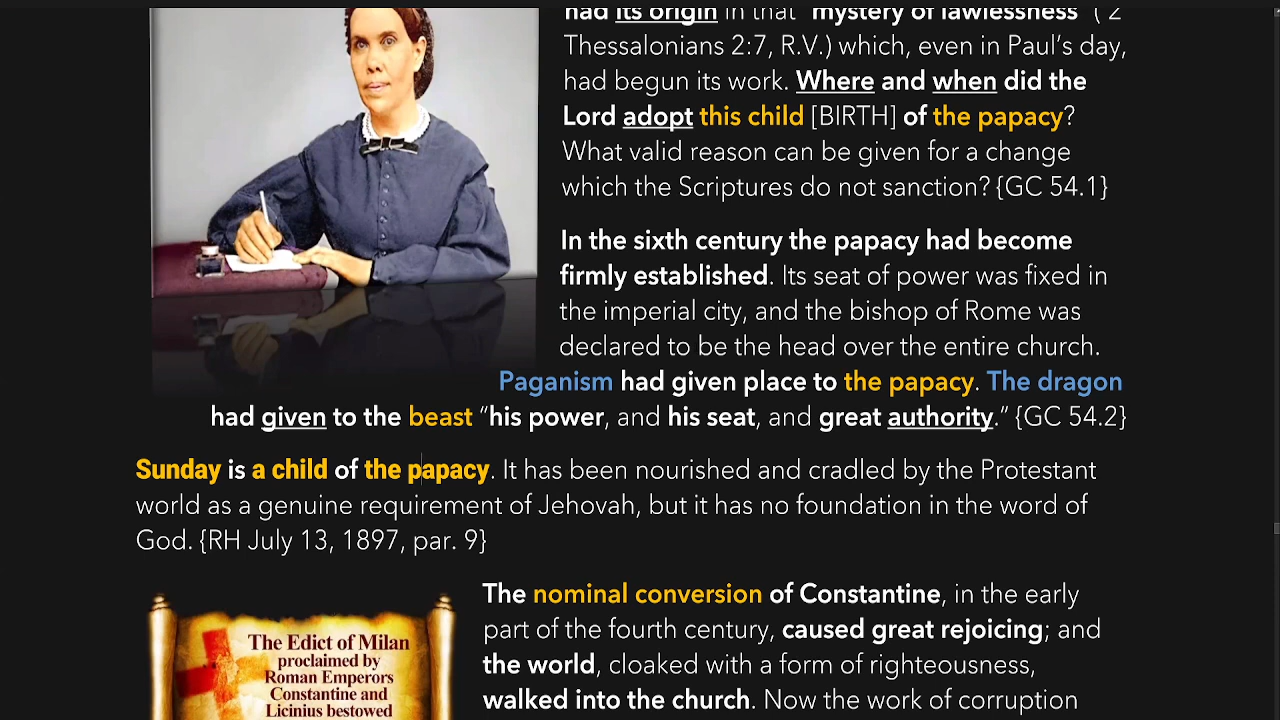 had its origin in that "mystery of lawlessness" ( 2
Thessalonians 2:7, R.V.) which, even in Paul's day,
had begun its work. Where and when did the
Lord adopt this child [BIRTH] of the papacy?
What valid reason can be given for a change
which the Scriptures do not sanction? {GC 54.1}
In the sixth century the papacy had become
firmly established. Its seat of power was fixed in
the imperial city, and the bishop of Rome was
declared to be the head over the entire church.
Paganism had given place to the papacy. The dragon
had given to the beast “his power, and his seat, and great authority.” {GC 54.2}
Sunday is a child of the papacy. It has been nourished and cradled by the Protestant
world as a genuine requirement of Jehovah, but it has no foundation in the word of
God. {RH July 13, 1897, par. 9}
The nominal conversion of Constantine, in the early
part of the fourth century, caused great rejoicing; and
the world, cloaked with a form of righteousness,
walked into the church. Now the work of corruption
The Edict of Milan
proclaimed by
Roman Emperors
Constantine and
Licinius bestowed